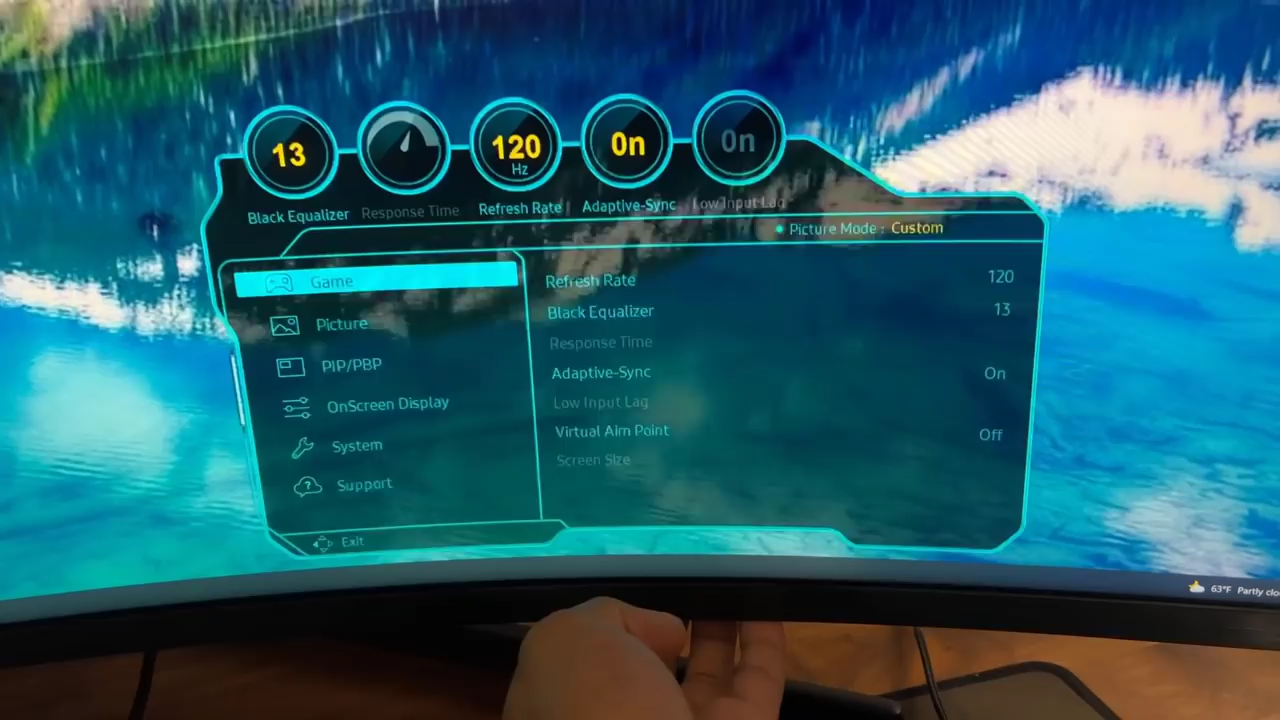 13
120
Hz
On
On
Black Equalizer
Response Time
Refresh Rate
Adaptive-Sync
Low Input Lag
Picture Mode : Custom
Game
Picture
PIP/PBP
OnScreen Display
System
Support
Refresh Rate 120
Black Equalizer 13
Response Time
Adaptive-Sync On
Low Input Lag
Virtual Aim Point Off
Screen Size
Exit
63°F Partly clo